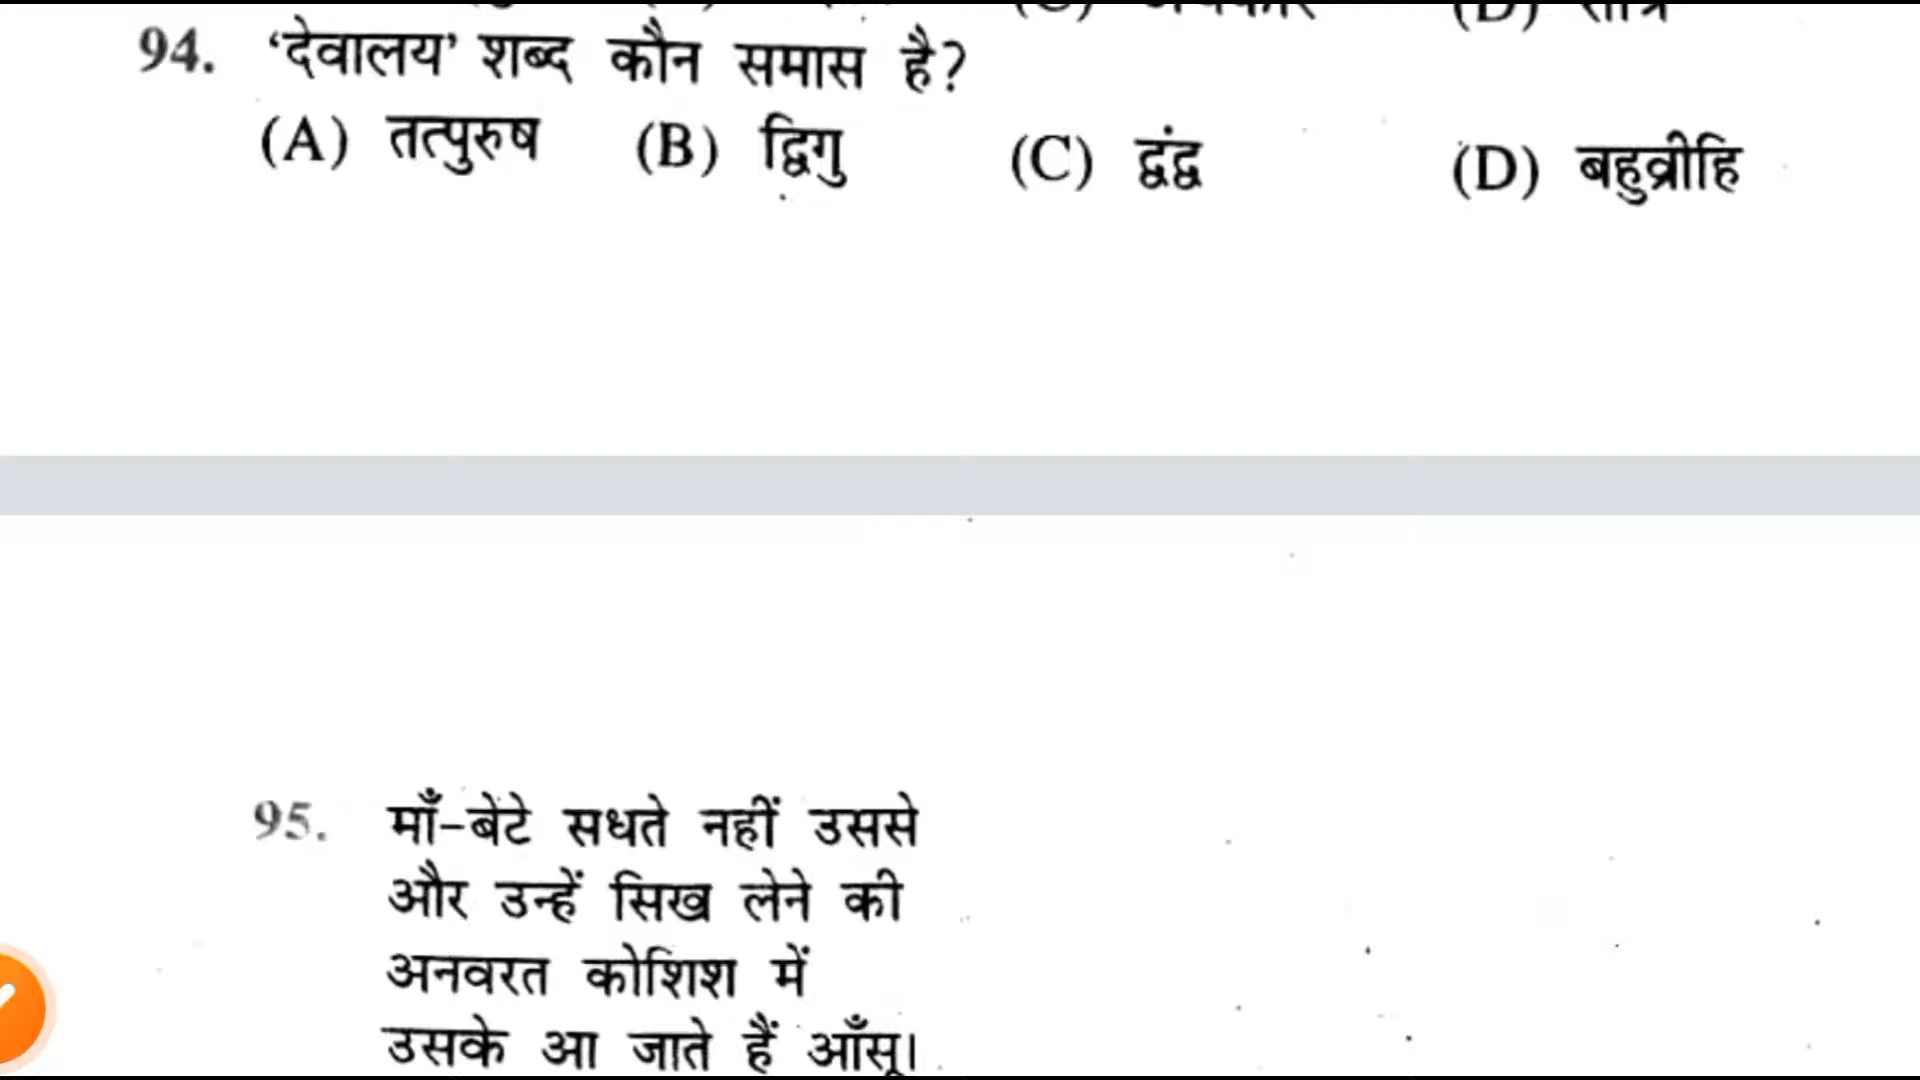 94. ‘देवालय’ शब्द कौन समास है?
(A) तत्पुरुष (B) द्विगु (C) द्वंद्व (D) बहुव्रीहि
95. माँ-बेटे सधते नहीं उससे
और उन्हें सिख लेने की
अनवरत कोशिश में
उसके आ जाते हैं आँसू।